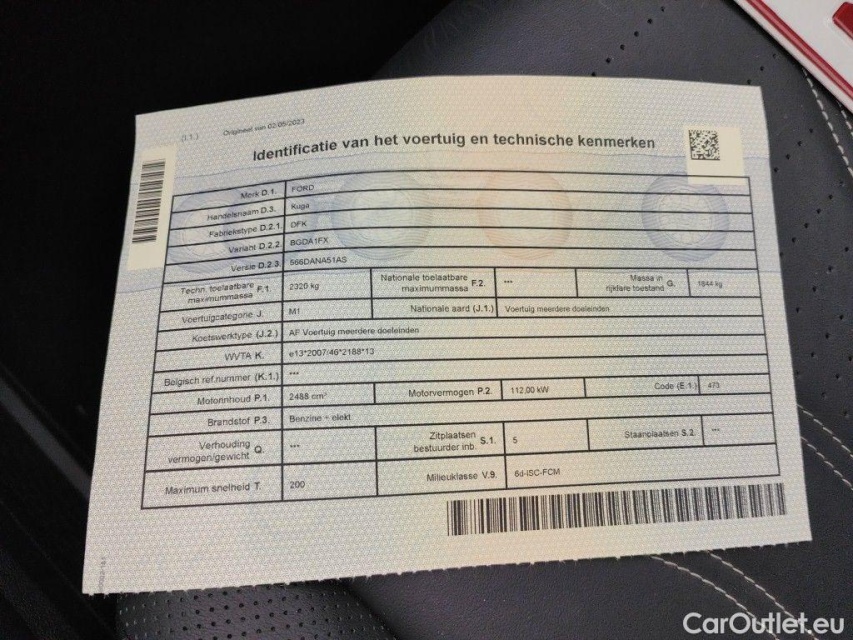 (I.1.) Origineel van 02/05/2023
Identificatie van het voertuig en technische kenmerken
Merk D.1. FORD
Handelsnaam D.3. Kuga
Fabriekstype D.2.1. DFK
Variant D.2.2. BGDA1FX
Versie D.2.3. 566DANA51AS
Techn. toelaatbare maximummassa F.1. 2320 kg Nationale toelaatbare maximummassa F.2. --- Massa in rijklare toestand G. 1844 kg
Voertuigcategorie J. M1 Nationale aard (J.1.) Voertuig meerdere doeleinden
Koetswerktype (J.2.) AF Voertuig meerdere doeleinden
WVTA K. e13*2007/46*2188*13
Belgisch ref.nummer (K.1.) ---
Motorinhoud P.1. 2488 cm³ Motorvermogen P.2. 112,00 kW Code (E.1.) 473
Brandstof P.3. Benzine + elekt
Verhouding vermogen/gewicht Q. --- Zitplaatsen bestuurder inb. S.1. 5 Staanplaatsen S.2. ---
Maximum snelheid T. 200 Milieuklasse V.9. 6d-ISC-FCM
CarOutlet.eu